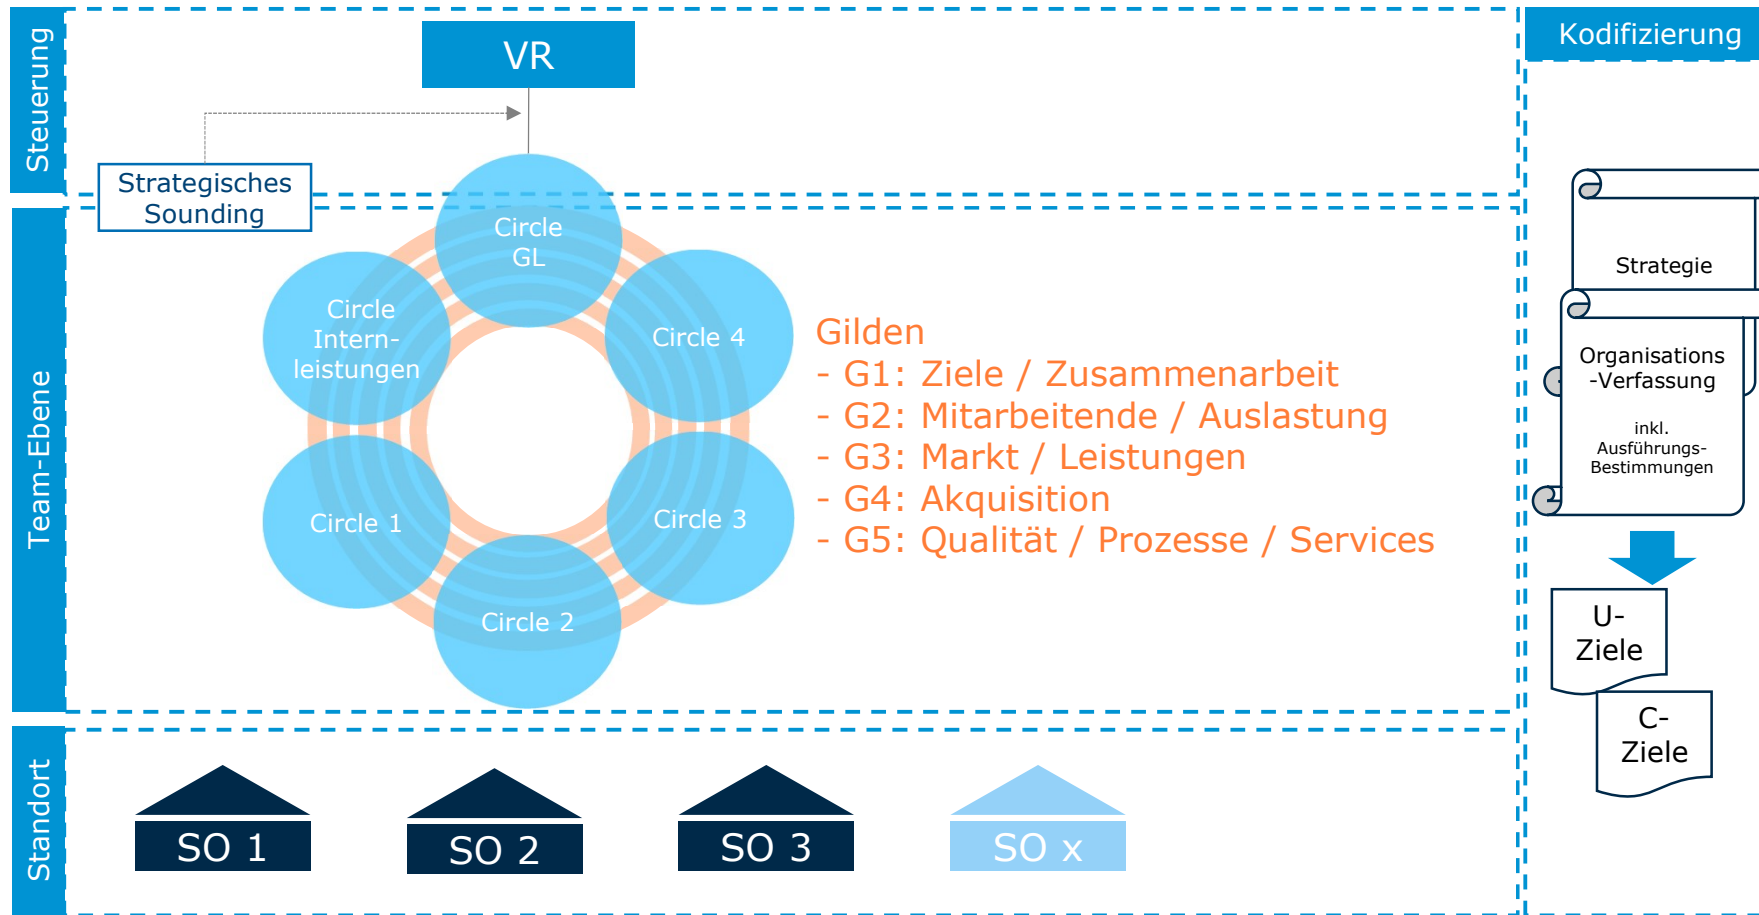 Steuerung
VR
Strategisches
Sounding
Team-Ebene
Circle
GL
Circle
Intern-
leistungen
Circle 4
Circle 1
Circle 3
Circle 2
Gilden
- G1: Ziele / Zusammenarbeit
- G2: Mitarbeitende / Auslastung
- G3: Markt / Leistungen
- G4: Akquisition
- G5: Qualität / Prozesse / Services
Standort
SO 1
SO 2
SO 3
SO x
Kodifizierung
Strategie
Organisations
-Verfassung
inkl.
Ausführungs-
Bestimmungen
U-
Ziele
C-
Ziele